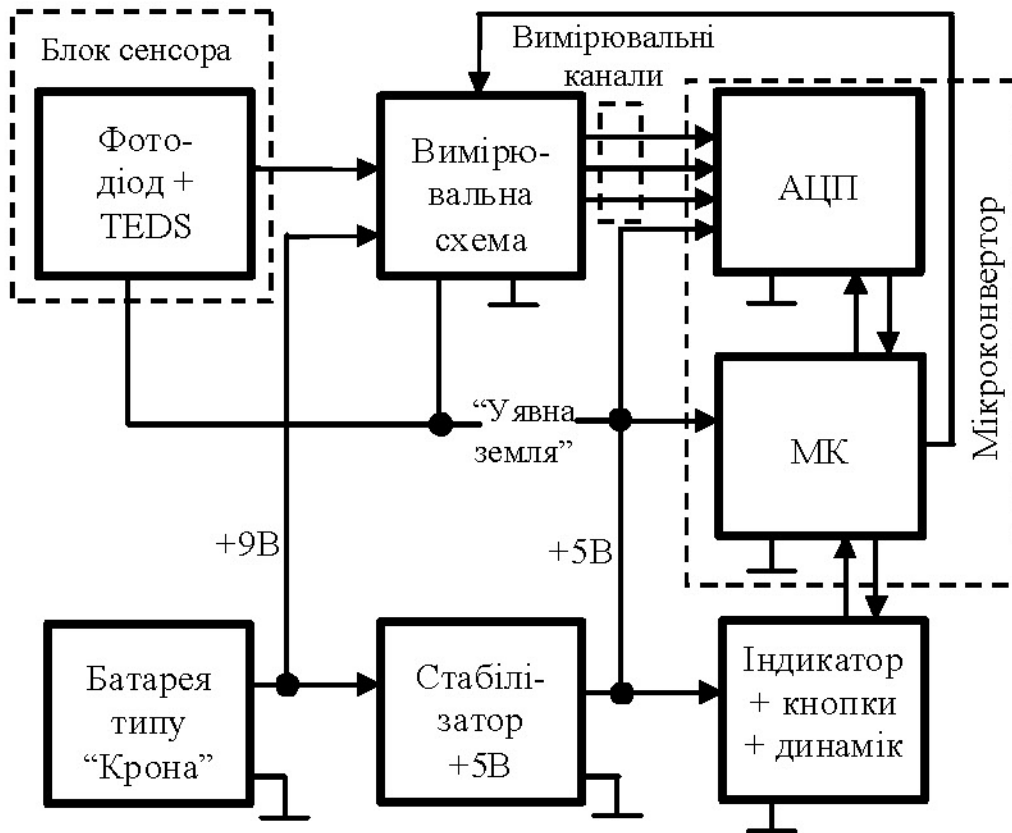 Блок сенсора
Фото-
діод +
TEDS
Вимірю-
вальна
схема
Вимірювальні
канали
АЦП
Мікроконвертор
“Уявна
земля”
МК
+9В
+5В
Батарея
типу
“Крона”
Стабілі-
затор
+5В
Індикатор
+ кнопки
+ динамік